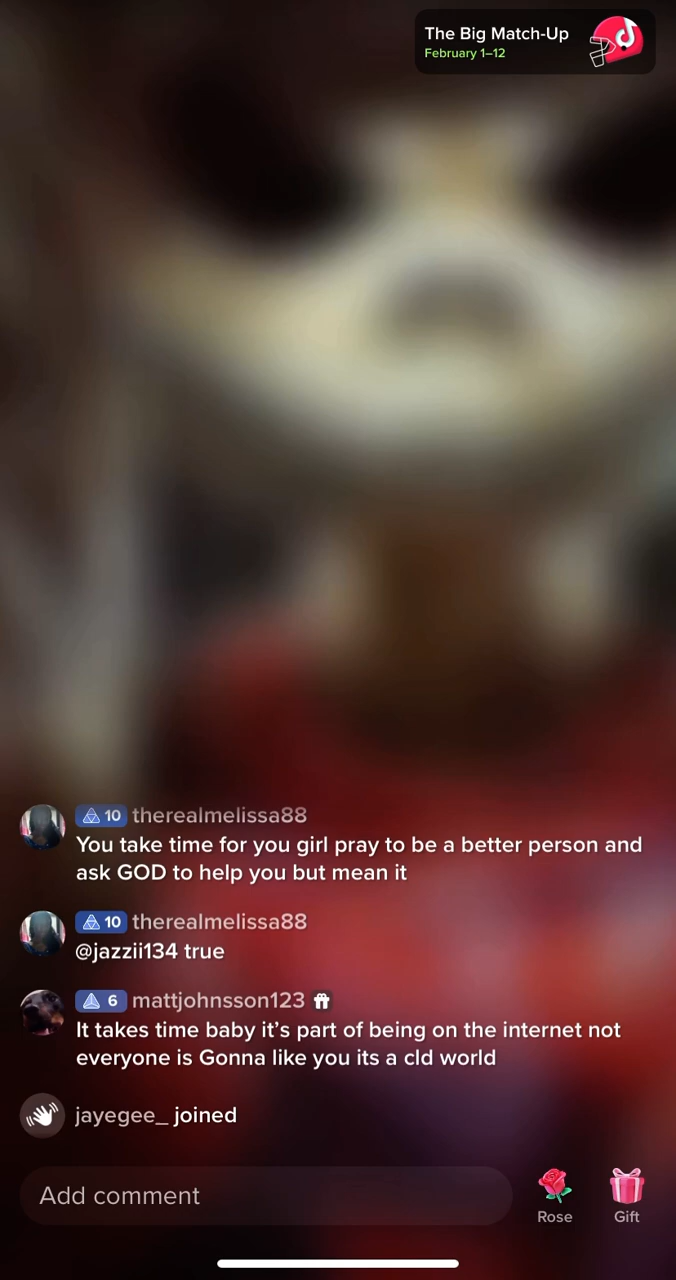 The Big Match-Up
February 1–12
10 therealmelissa88
You take time for you girl pray to be a better person and
ask GOD to help you but mean it
10 therealmelissa88
@jazzii134 true
6 mattjohnsson123
It takes time baby it's part of being on the internet not
everyone is Gonna like you its a cld world
jayegee_ joined
Add comment
Rose
Gift